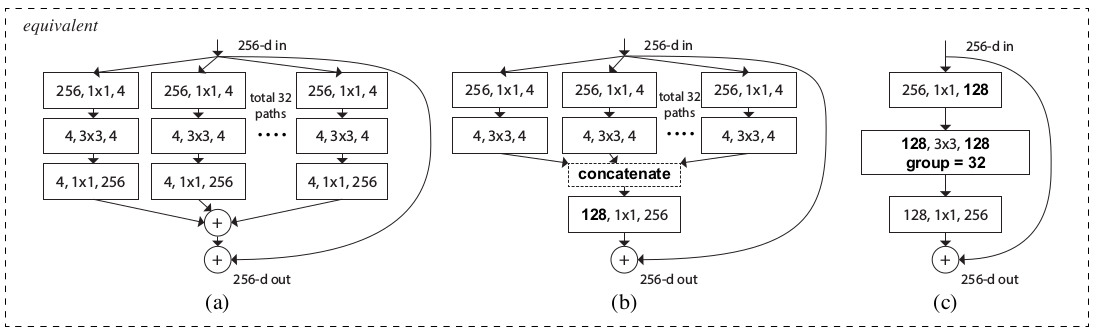 equivalent
256-d in
256, 1x1, 4
256, 1x1, 4
total 32
paths
256, 1x1, 4
4, 3x3, 4
4, 3x3, 4
....
4, 3x3, 4
4, 1x1, 256
4, 1x1, 256
4, 1x1, 256
+
+
256-d out
(a)
256-d in
256, 1x1, 4
256, 1x1, 4
total 32
paths
256, 1x1, 4
4, 3x3, 4
4, 3x3, 4
....
4, 3x3, 4
concatenate
128, 1x1, 256
+
256-d out
(b)
256-d in
256, 1x1, 128
128, 3x3, 128
group = 32
128, 1x1, 256
+
256-d out
(c)